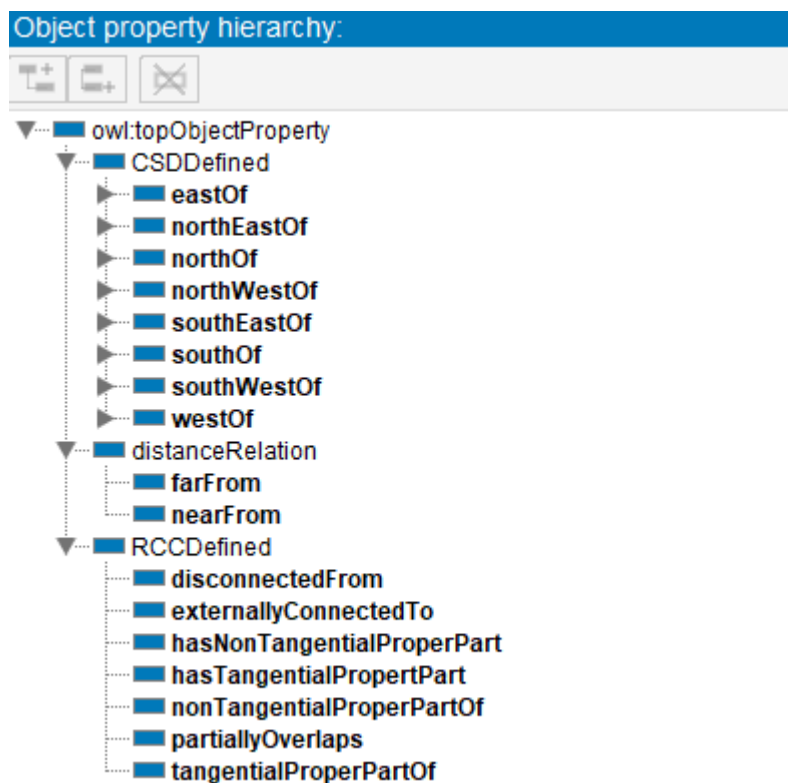 Object property hierarchy:
owl:topObjectProperty
CSDDefined
eastOf
northEastOf
northOf
northWestOf
southEastOf
southOf
southWestOf
westOf
distanceRelation
farFrom
nearFrom
RCCDefined
disconnectedFrom
externallyConnectedTo
hasNonTangentialProperPart
hasTangentialPropertPart
nonTangentialProperPartOf
partiallyOverlaps
tangentialProperPartOf